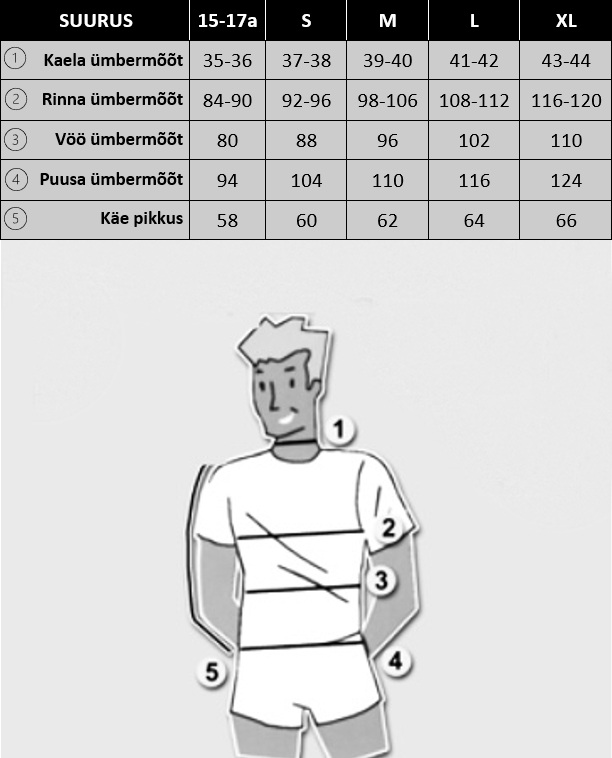 SUURUS 15-17a S M L XL
1 Kaela ümbermõõt 35-36 37-38 39-40 41-42 43-44
2 Rinna ümbermõõt 84-90 92-96 98-106 108-112 116-120
3 Vöö ümbermõõt 80 88 96 102 110
4 Puusa ümbermõõt 94 104 110 116 124
5 Käe pikkus 58 60 62 64 66
1
2
3
4
5